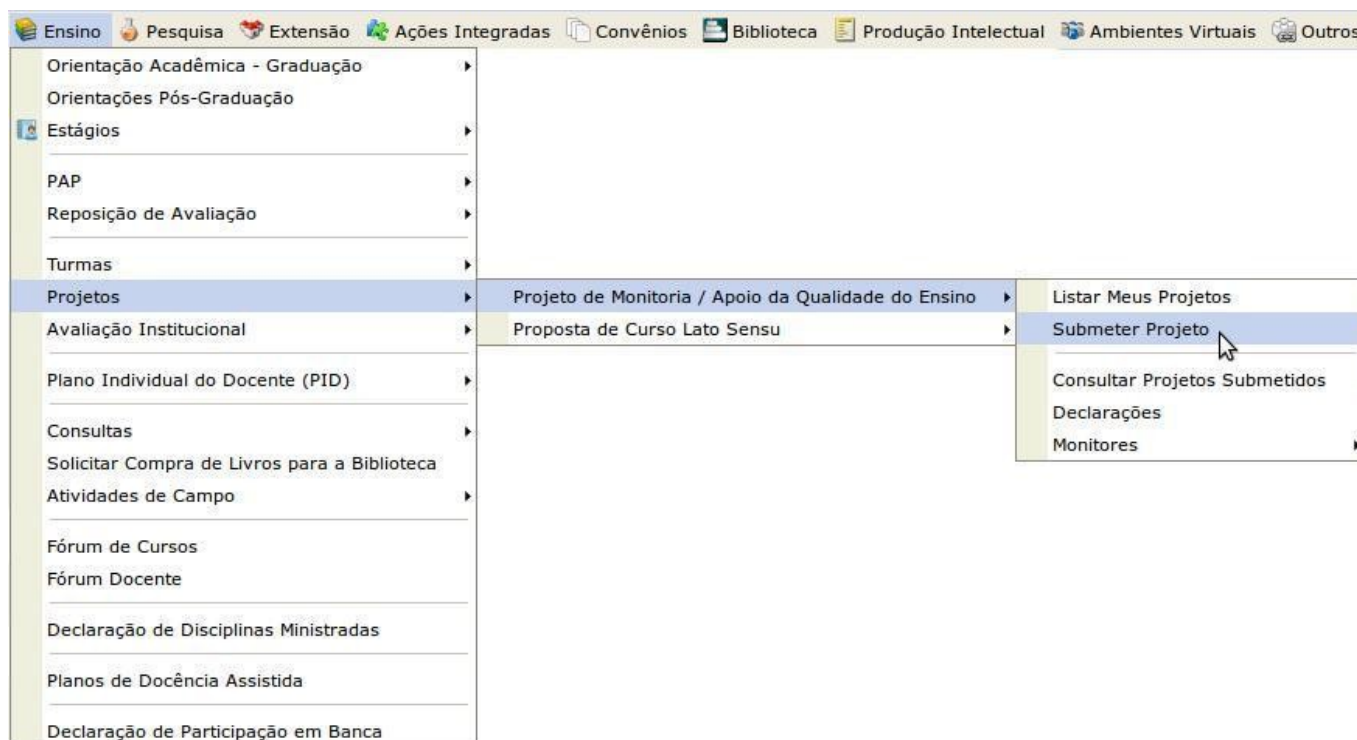 Ensino Pesquisa Extensão Ações Integradas Convênios Biblioteca Produção Intelectual Ambientes Virtuais Outros
Orientação Acadêmica - Graduação
Orientações Pós-Graduação
Estágios
PAP
Reposição de Avaliação
Turmas
Projetos
Avaliação Institucional
Plano Individual do Docente (PID)
Consultas
Solicitar Compra de Livros para a Biblioteca
Atividades de Campo
Fórum de Cursos
Fórum Docente
Declaração de Disciplinas Ministradas
Planos de Docência Assistida
Declaração de Participação em Banca
Projeto de Monitoria / Apoio da Qualidade do Ensino
Proposta de Curso Lato Sensu
Listar Meus Projetos
Submeter Projeto
Consultar Projetos Submetidos
Declarações
Monitores